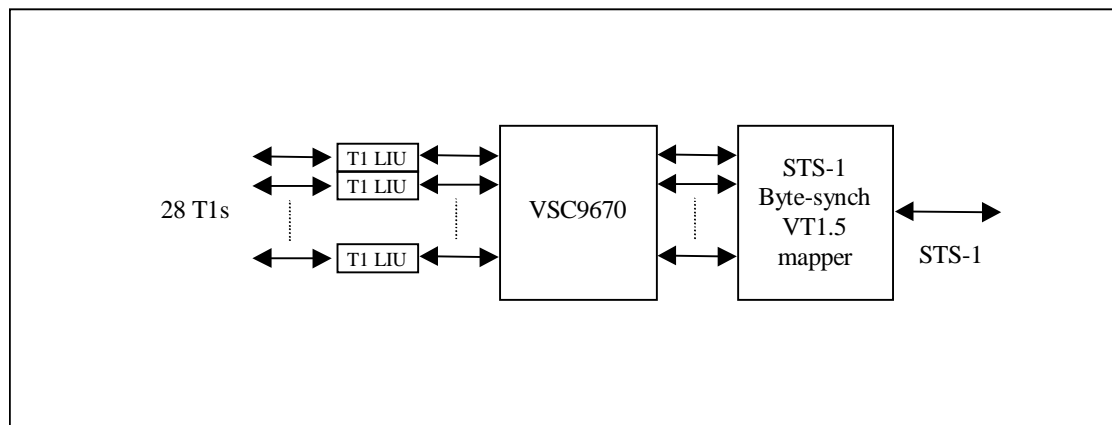 T1 LIU
T1 LIU
28 T1s
T1 LIU
VSC9670
STS-1
Byte-synch
VT1.5
mapper
STS-1